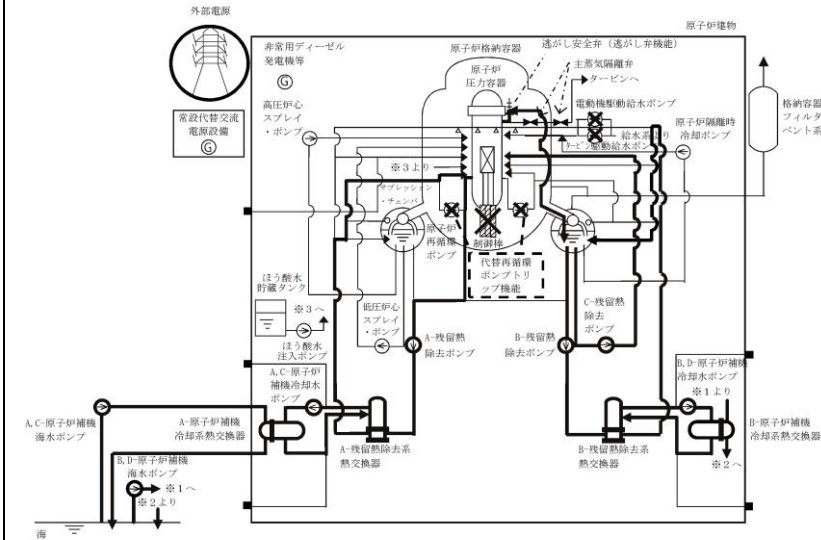 外部電源
常設代替交流
電源設備
G
原子炉建物
非常用ディーゼル
発電機等
G
原子炉格納容器
原子炉
圧力容器
逃がし安全弁（逃がし弁機能）
主蒸気隔離弁
タービンへ
電動機駆動給水ポンプ
給水系より
タービン駆動給水ポンプ
原子炉隔離時
冷却ポンプ
格納容器
フィルタ
ベント系
高圧炉心
スプレイ
・ポンプ
※3より
サプレッション
・チェンバ
原子炉
再循環
ポンプ
制御棒
代替再循環
ポンプトリ
ップ機能
ほう酸水
貯蔵タンク
※3へ
ほう酸水
注入ポンプ
低圧炉心
スプレイ
・ポンプ
A-残留熱
除去ポンプ
B-残留熱
除去ポンプ
C-残留熱
除去
ポンプ
A,C-原子炉補機
海水ポンプ
A-原子炉補機
冷却系熱交換器
A,C-原子炉
補機冷却水
ポンプ
A-残留熱除去系
熱交換器
B-残留熱除去系
熱交換器
B,D-原子炉補機
冷却水ポンプ
※1より
B-原子炉補機
冷却系熱交換器
※2へ
B,D-原子炉補機
海水ポンプ
※1へ
※2より
海